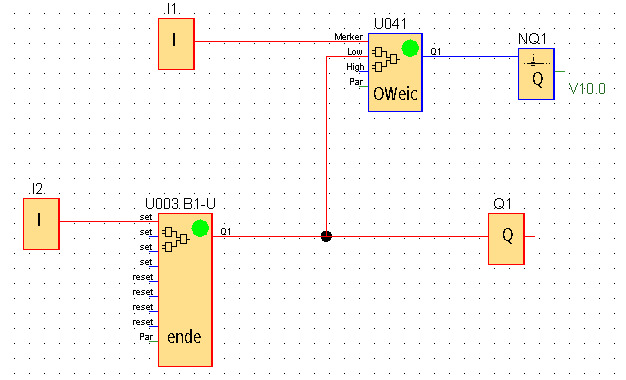 I1.
I
U041
Merker
Low
High
Par
OWeic
Q1
NQ1
Q
V10.0
I2.
I
U003.B1-U
set
set
set
set
reset
reset
reset
reset
Par
ende
Q1
Q1
Q